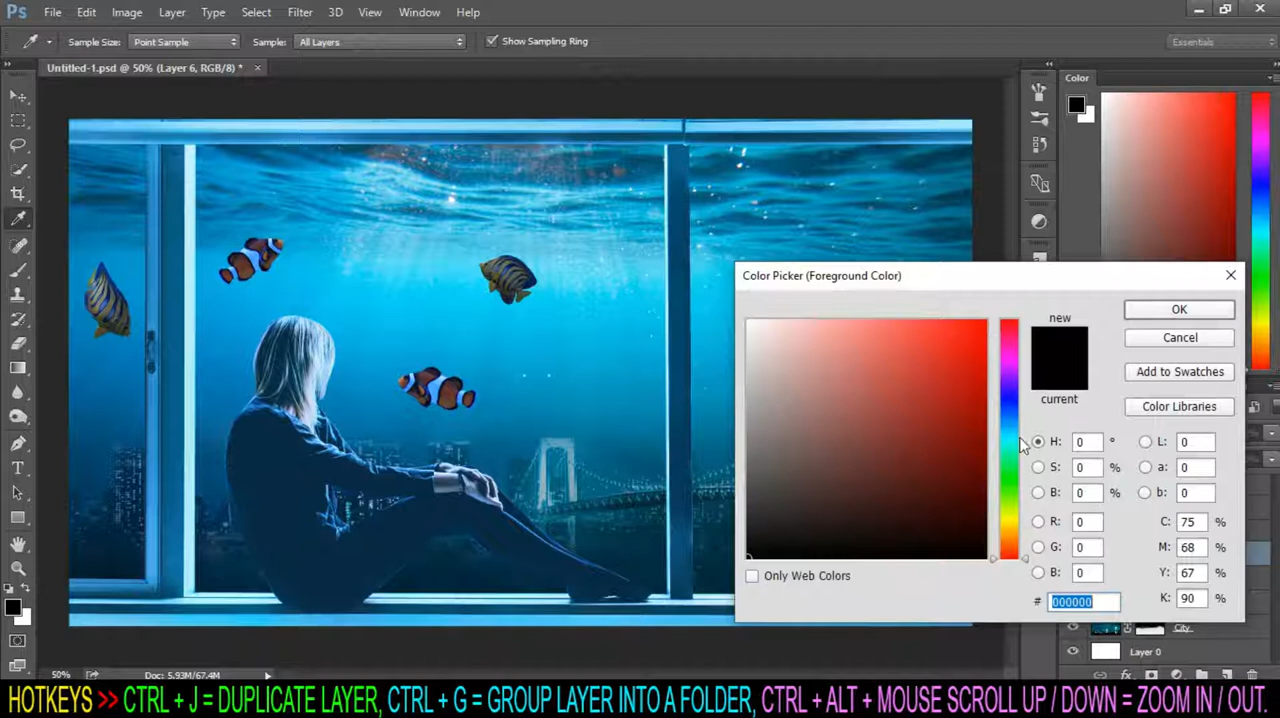 Ps File Edit Image Layer Type Select Filter 3D View Window Help
Sample Size: Point Sample Sample: All Layers Show Sampling Ring Essentials
Untitled-1.psd @ 50% (Layer 6, RGB/8) * ×
Color
Color Picker (Foreground Color)
new
OK
Cancel
Add to Swatches
current
Color Libraries
H: 0 ° L: 0
S: 0 % a: 0
B: 0 % b: 0
R: 0 C: 75 %
G: 0 M: 68 %
B: 0 Y: 67 %
Only Web Colors
# 000000 K: 90 %
City
Layer 0
50% Doc: 5.93M/67.4M
HOTKEYS >> CTRL + J = DUPLICATE LAYER, CTRL + G = GROUP LAYER INTO A FOLDER, CTRL + ALT + MOUSE SCROLL UP / DOWN = ZOOM IN / OUT.